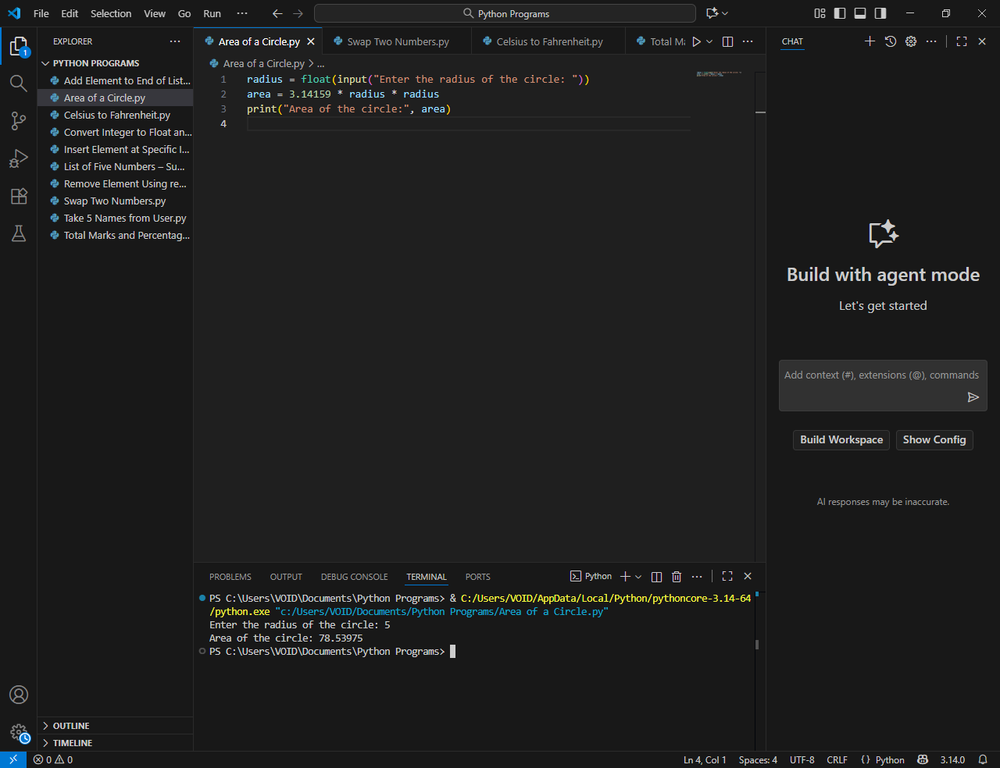 File Edit Selection View Go Run ··· Python Programs
EXPLORER ···
PYTHON PROGRAMS
Add Element to End of List...
Area of a Circle.py
Celsius to Fahrenheit.py
Convert Integer to Float an...
Insert Element at Specific I...
List of Five Numbers – Su...
Remove Element Using re...
Swap Two Numbers.py
Take 5 Names from User.py
Total Marks and Percentag...
OUTLINE
TIMELINE
1
Area of a Circle.py Swap Two Numbers.py Celsius to Fahrenheit.py Total Ma ···
Area of a Circle.py > ...
1 radius = float(input("Enter the radius of the circle: "))
2 area = 3.14159 * radius * radius
3 print("Area of the circle:", area)
4
PROBLEMS OUTPUT DEBUG CONSOLE TERMINAL PORTS Python ···
PS C:\Users\VOID\Documents\Python Programs> & C:/Users/VOID/AppData/Local/Python/pythoncore-3.14-64
/python.exe "c:/Users/VOID/Documents/Python Programs/Area of a Circle.py"
Enter the radius of the circle: 5
Area of the circle: 78.53975
PS C:\Users\VOID\Documents\Python Programs>
CHAT ···
Build with agent mode
Let's get started
Add context (#), extensions (@), commands
Build Workspace Show Config
AI responses may be inaccurate.
0 0 Ln 4, Col 1 Spaces: 4 UTF-8 CRLF {} Python 3.14.0